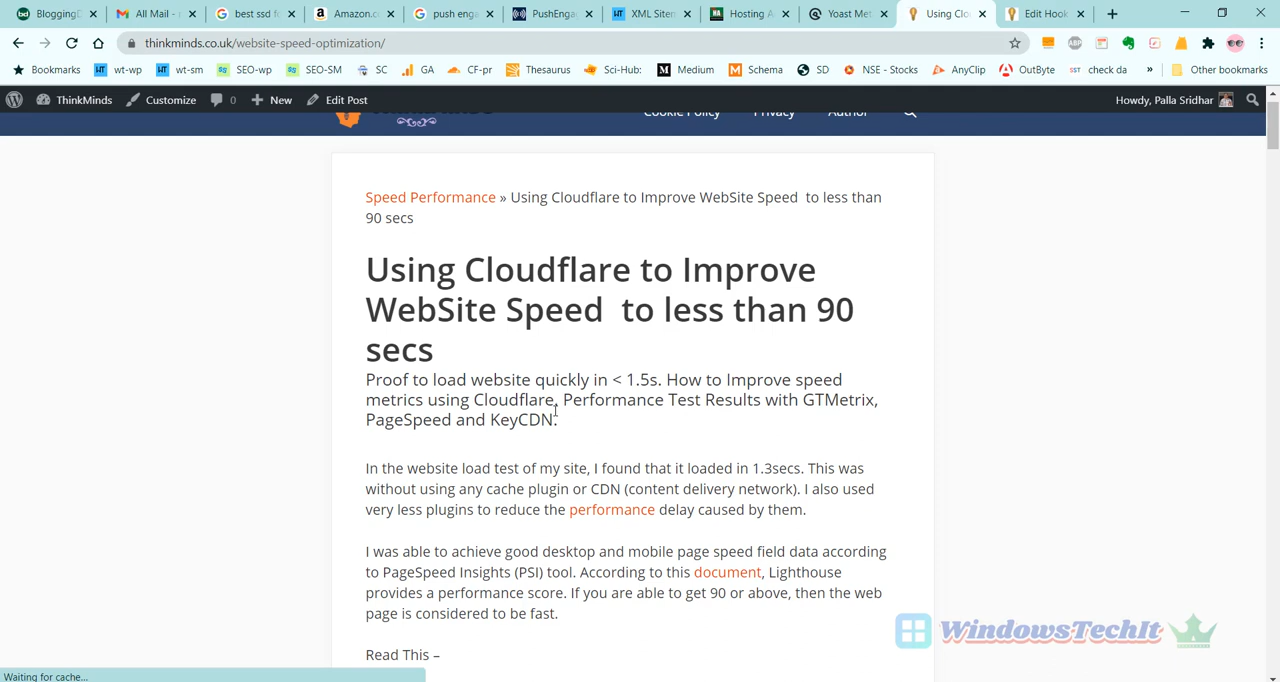 BloggingD
All Mail -
best ssd fo
Amazon.c
push enga
PushEngag
XML Sitem
Hosting A
Yoast Met
Using Clou
Edit Hook
thinkminds.co.uk/website-speed-optimization/
Bookmarks wt-wp wt-sm SEO-wp SEO-SM SC GA CF-pr Thesaurus Sci-Hub: Medium Schema SD NSE - Stocks AnyClip OutByte check da » Other bookmarks
ThinkMinds Customize 0 New Edit Post Howdy, Palla Sridhar
Cookie Policy Privacy Author
Speed Performance » Using Cloudflare to Improve WebSite Speed to less than
90 secs
Using Cloudflare to Improve
WebSite Speed to less than 90
secs
Proof to load website quickly in < 1.5s. How to Improve speed
metrics using Cloudflare, Performance Test Results with GTMetrix,
PageSpeed and KeyCDN.
In the website load test of my site, I found that it loaded in 1.3secs. This was
without using any cache plugin or CDN (content delivery network). I also used
very less plugins to reduce the performance delay caused by them.
I was able to achieve good desktop and mobile page speed field data according
to PageSpeed Insights (PSI) tool. According to this document, Lighthouse
provides a performance score. If you are able to get 90 or above, then the web
page is considered to be fast.
WindowsTechIt
Read This –
Waiting for cache...